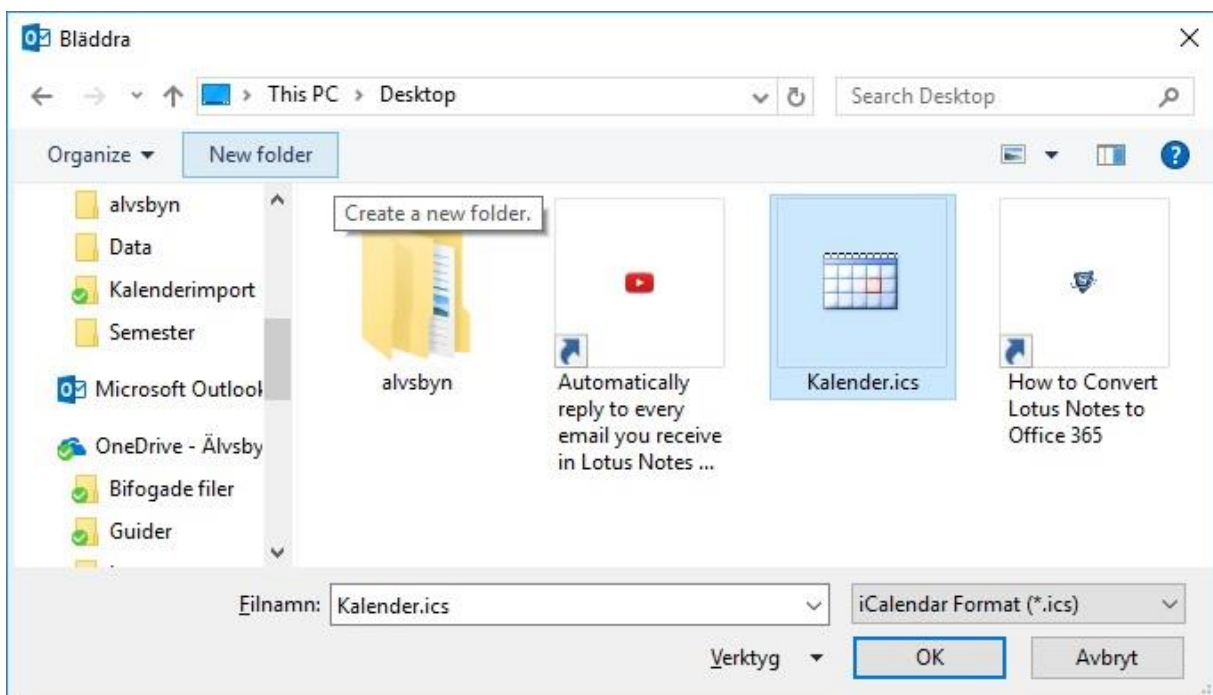 Bläddra
This PC > Desktop
Search Desktop
Organize
New folder
Create a new folder.
alvsbyn
Data
Kalenderimport
Semester
Microsoft Outlook
OneDrive - Älvsby
Bifogade filer
Guider
alvsbyn
Automatically
reply to every
email you receive
in Lotus Notes ...
Kalender.ics
How to Convert
Lotus Notes to
Office 365
Filnamn:
Kalender.ics
iCalendar Format (*.ics)
Verktyg
OK
Avbryt